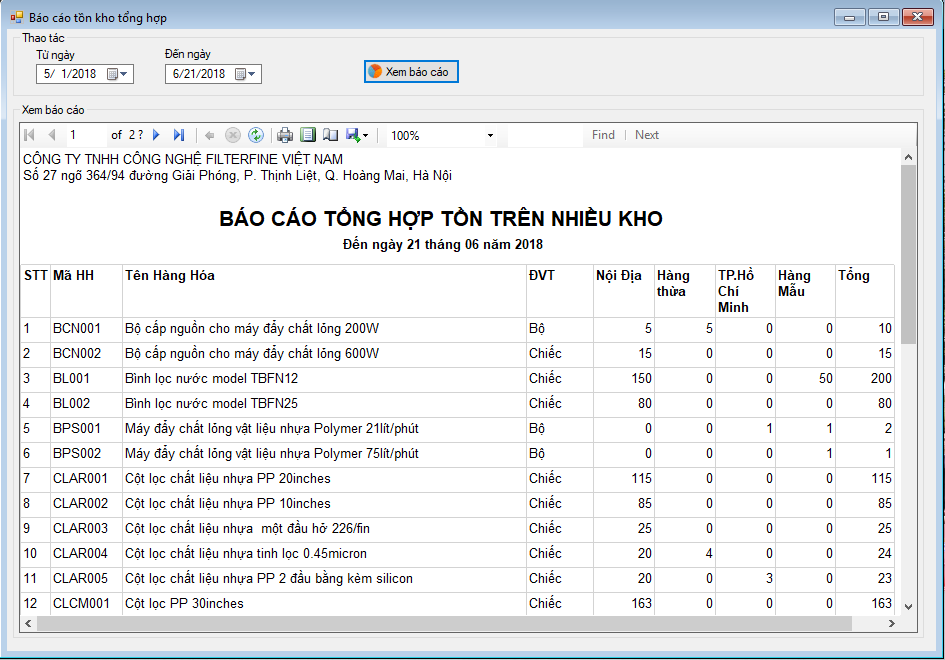 Báo cáo tồn kho tổng hợp
Thao tác
Từ ngày
Đến ngày
5/ 1/2018
6/21/2018
Xem báo cáo
Xem báo cáo
1 of 2 ? 100% Find | Next
CÔNG TY TNHH CÔNG NGHỆ FILTERFINE VIỆT NAM
Số 27 ngõ 364/94 đường Giải Phóng, P. Thịnh Liệt, Q. Hoàng Mai, Hà Nội
BÁO CÁO TỔNG HỢP TỒN TRÊN NHIỀU KHO
Đến ngày 21 tháng 06 năm 2018
STT Mã HH Tên Hàng Hóa ĐVT Nội Địa Hàng thừa TP.Hồ Chí Minh Hàng Mẫu Tổng
1 BCN001 Bộ cấp nguồn cho máy đẩy chất lỏng 200W Bộ 5 5 0 0 10
2 BCN002 Bộ cấp nguồn cho máy đẩy chất lỏng 600W Chiếc 15 0 0 0 15
3 BL001 Bình lọc nước model TBFN12 Chiếc 150 0 0 50 200
4 BL002 Bình lọc nước model TBFN25 Chiếc 80 0 0 0 80
5 BPS001 Máy đẩy chất lỏng vật liệu nhựa Polymer 21lít/phút Bộ 0 0 1 1 2
6 BPS002 Máy đẩy chất lỏng vật liệu nhựa Polymer 75lít/phút Bộ 0 0 0 1 1
7 CLAR001 Cột lọc chất liệu nhựa PP 20inches Chiếc 115 0 0 0 115
8 CLAR002 Cột lọc chất liệu nhựa PP 10inches Chiếc 85 0 0 0 85
9 CLAR003 Cột lọc chất liệu nhựa  một đầu hở 226/fin Chiếc 25 0 0 0 25
10 CLAR004 Cột lọc chất liệu nhựa tinh lọc 0.45micron Chiếc 20 4 0 0 24
11 CLAR005 Cột lọc chất liệu nhựa PP 2 đầu bằng kèm silicon Chiếc 20 0 3 0 23
12 CLCM001 Cột lọc PP 30inches Chiếc 163 0 0 0 163